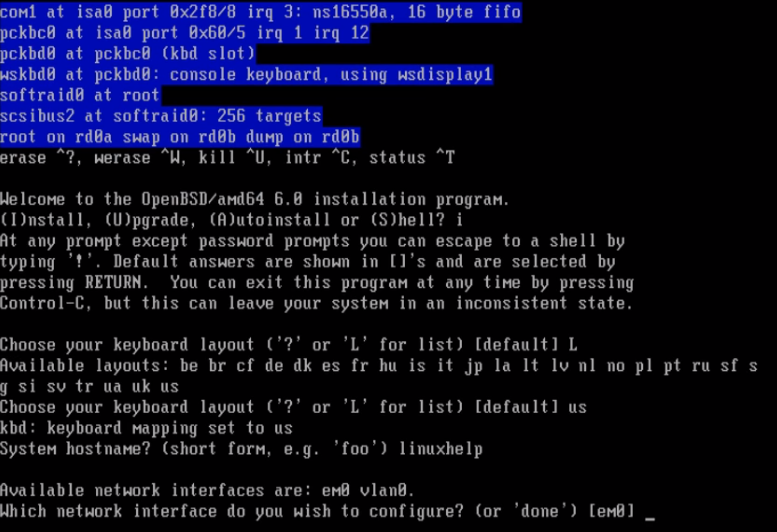 com1 at isa0 port 0x2f8/8 irq 3: ns16550a, 16 byte fifo
pckbc0 at isa0 port 0x60/5 irq 1 irq 12
pckbd0 at pckbc0 (kbd slot)
wskbd0 at pckbd0: console keyboard, using wsdisplay1
softraid0 at root
scsibus2 at softraid0: 256 targets
root on rd0a swap on rd0b dump on rd0b
erase ^?, werase ^W, kill ^U, intr ^C, status ^T
Welcome to the OpenBSD/amd64 6.0 installation program.
(I)nstall, (U)pgrade, (A)utoinstall or (S)hell? i
At any prompt except password prompts you can escape to a shell by
typing '!'. Default answers are shown in []'s and are selected by
pressing RETURN.  You can exit this program at any time by pressing
Control-C, but this can leave your system in an inconsistent state.
Choose your keyboard layout ('?' or 'L' for list) [default] L
Available layouts: be br cf de dk es fr hu is it jp la lt lv nl no pl pt ru sf s
g si sv tr ua uk us
Choose your keyboard layout ('?' or 'L' for list) [default] us
kbd: keyboard mapping set to us
System hostname? (short form, e.g. 'foo') linuxhelp
Available network interfaces are: em0 vlan0.
Which network interface do you wish to configure? (or 'done') [em0] _